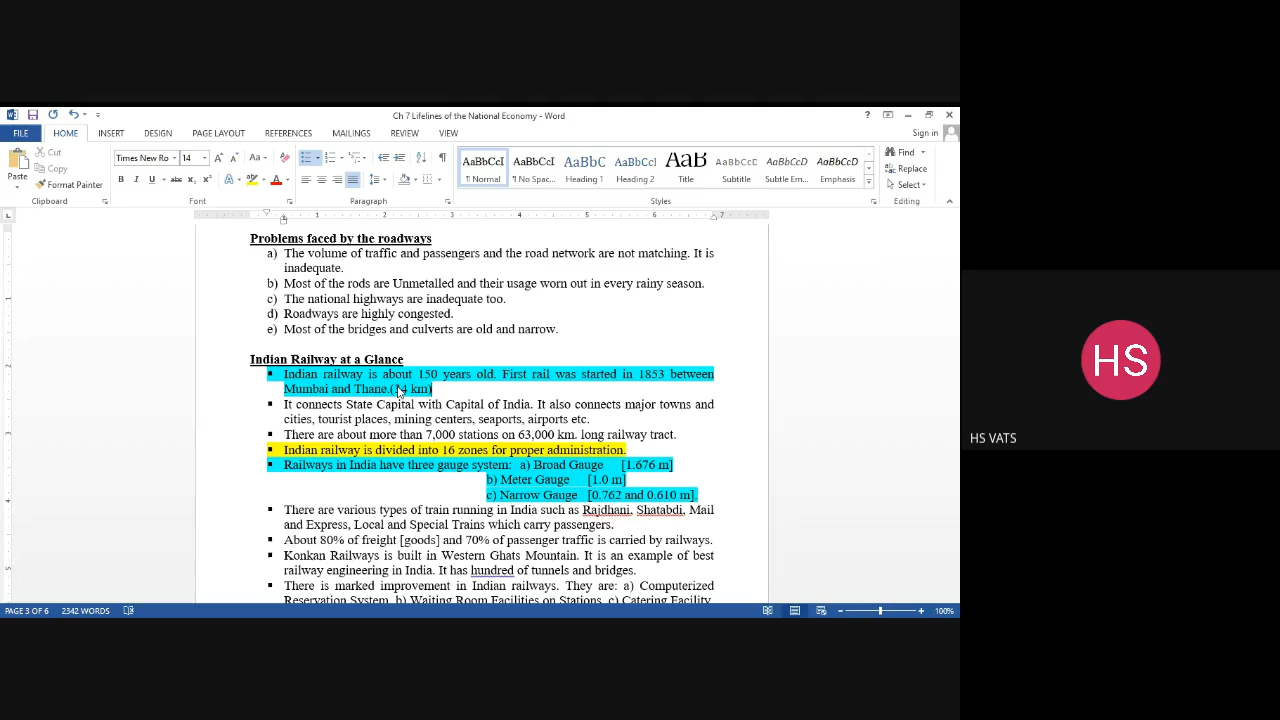 Ch 7 Lifelines of the National Economy - Word
FILE HOME INSERT DESIGN PAGE LAYOUT REFERENCES MAILINGS REVIEW VIEW Sign in
Paste Cut Copy Format Painter
Clipboard
Times New Ro 14
Font
Paragraph
AaBbCcI AaBbCcI AaBbC AaBbCcI AaB AaBbCcC AaBbCcI AaBbCcI
¶ Normal ¶ No Spac... Heading 1 Heading 2 Title Subtitle Subtle Em... Emphasis
Styles
Find Replace Select
Editing
1 2 3 4 5 6 7
Problems faced by the roadways
a) The volume of traffic and passengers and the road network are not matching. It is
inadequate.
b) Most of the rods are Unmetalled and their usage worn out in every rainy season.
c) The national highways are inadequate too.
d) Roadways are highly congested.
e) Most of the bridges and culverts are old and narrow.
Indian Railway at a Glance
▪ Indian railway is about 150 years old. First rail was started in 1853 between
Mumbai and Thane.( km)
▪ It connects State Capital with Capital of India. It also connects major towns and
cities, tourist places, mining centers, seaports, airports etc.
▪ There are about more than 7,000 stations on 63,000 km. long railway tract.
▪ Indian railway is divided into 16 zones for proper administration.
▪ Railways in India have three gauge system: a) Broad Gauge [1.676 m]
b) Meter Gauge [1.0 m]
c) Narrow Gauge [0.762 and 0.610 m].
▪ There are various types of train running in India such as Rajdhani, Shatabdi, Mail
and Express, Local and Special Trains which carry passengers.
▪ About 80% of freight [goods] and 70% of passenger traffic is carried by railways.
▪ Konkan Railways is built in Western Ghats Mountain. It is an example of best
railway engineering in India. It has hundred of tunnels and bridges.
▪ There is marked improvement in Indian railways. They are: a) Computerized
Reservation System, b) Waiting Room Facilities on Stations, c) Catering Facility,
PAGE 3 OF 6 2342 WORDS 100%
HS
HS VATS